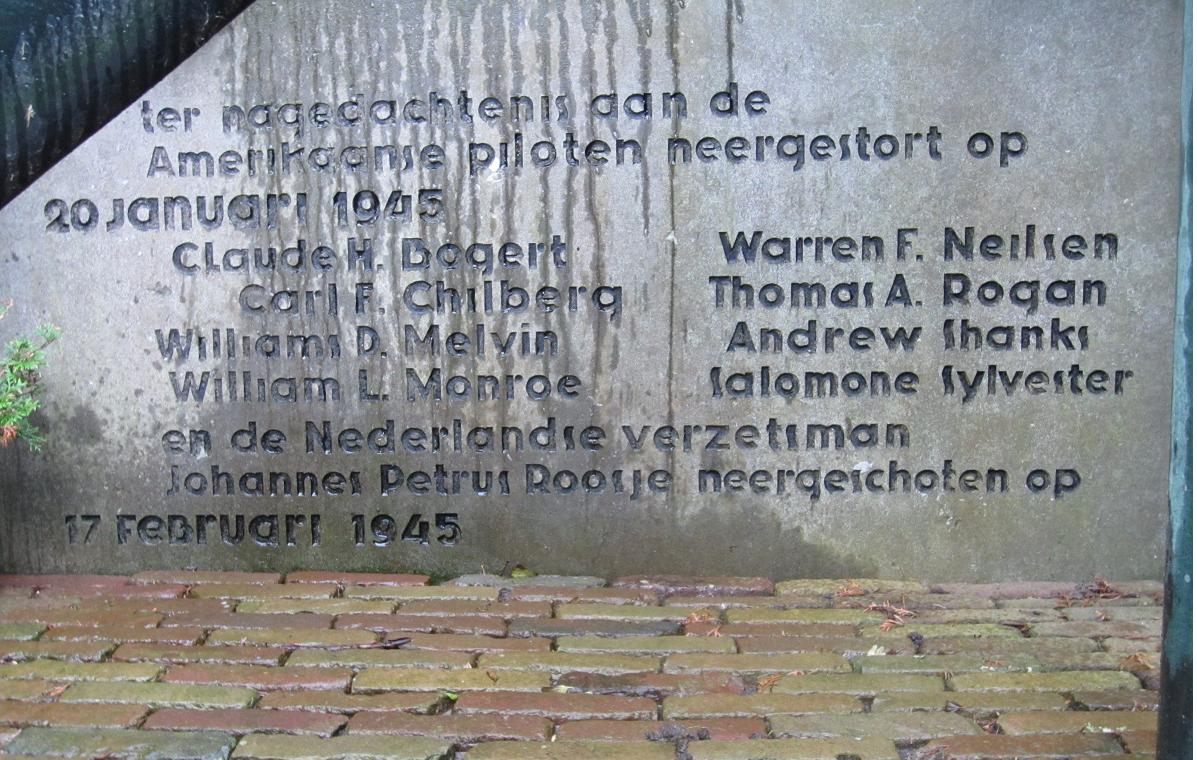 ter nagedachtenis aan de
Amerikaanse piloten neergestort op
20 Januari 1945
Claude H. Bogert Warren F. Neilsen
Carl F. Chilberg Thomas A. Rogan
Williams D. Melvin Andrew Shanks
William L. Monroe Salomone Sylvester
en de Nederlandse verzetsman
Johannes Petrus Roosje neergeschoten op
17 Februari 1945